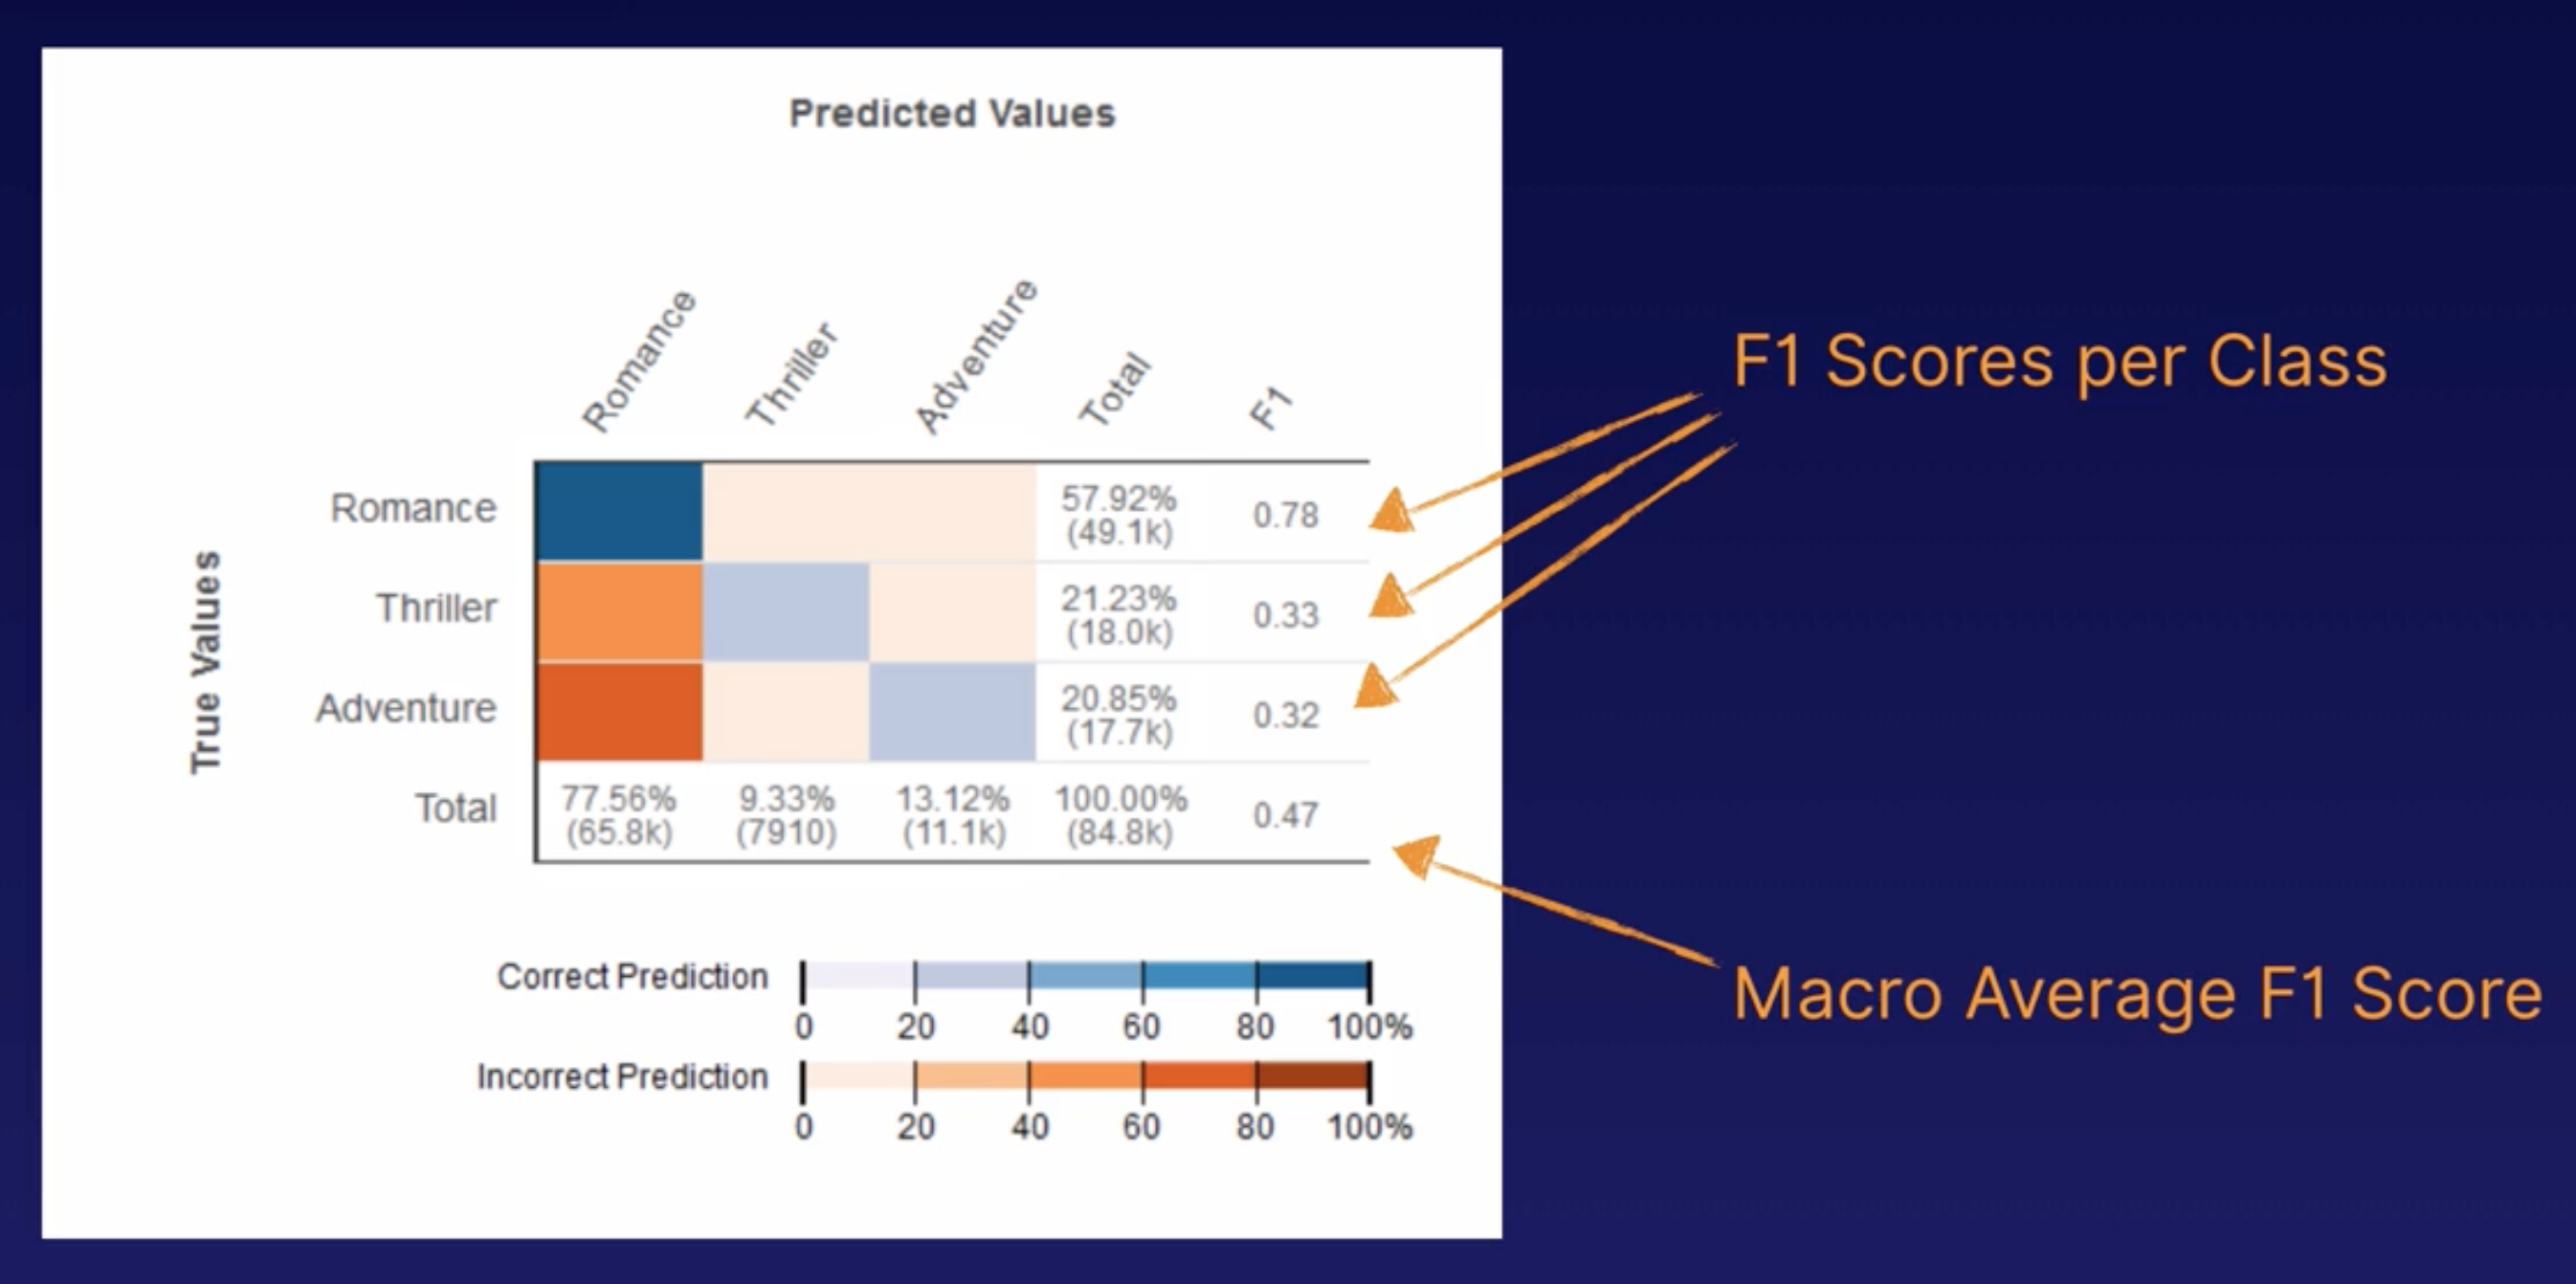 Predicted Values
Romance
Thriller
Adventure
Total
F1
F1 Scores per Class
True Values
Romance
57.92%
(49.1k)
0.78
Thriller
21.23%
(18.0k)
0.33
Adventure
20.85%
(17.7k)
0.32
Total
77.56%
(65.8k)
9.33%
(7910)
13.12%
(11.1k)
100.00%
(84.8k)
0.47
Macro Average F1 Score
Correct Prediction
0 20 40 60 80 100%
Incorrect Prediction
0 20 40 60 80 100%